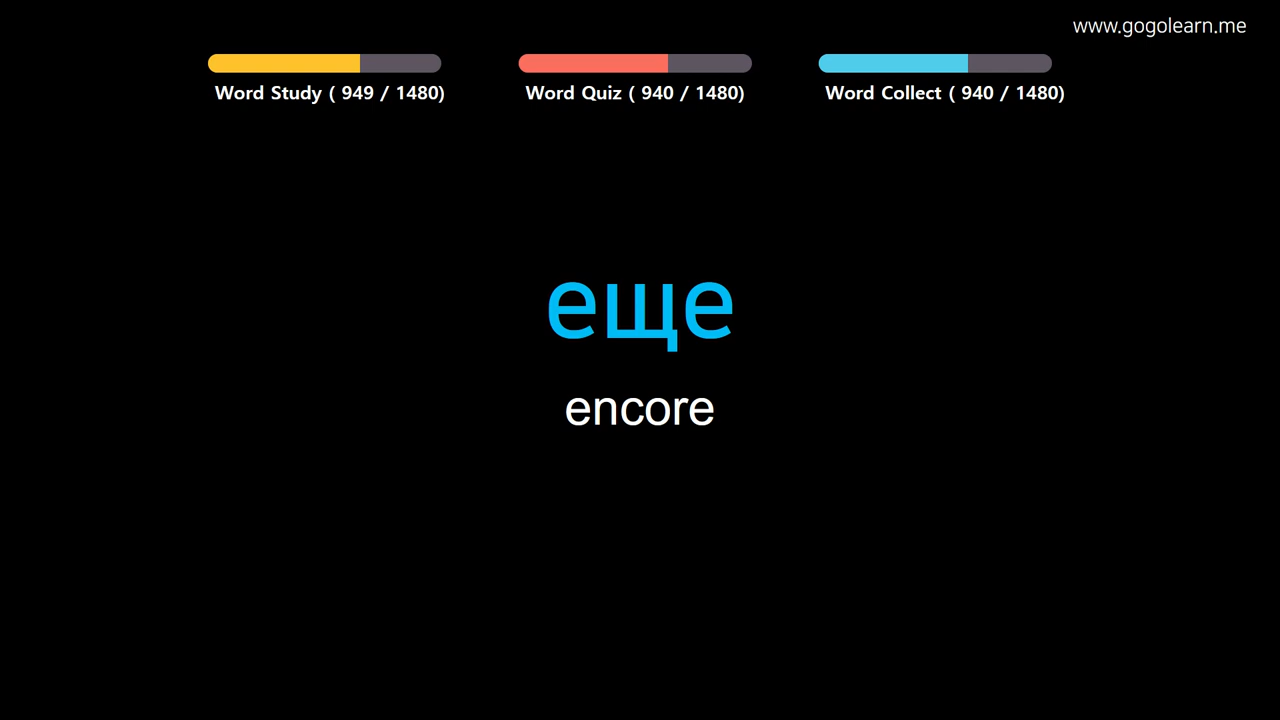 www.gogolearn.me
Word Study ( 949 / 1480)
Word Quiz ( 940 / 1480)
Word Collect ( 940 / 1480)
еще
encore